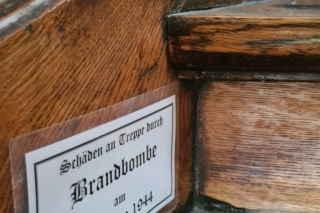 Schäden an Treppe durch
Brandbombe
am
1944